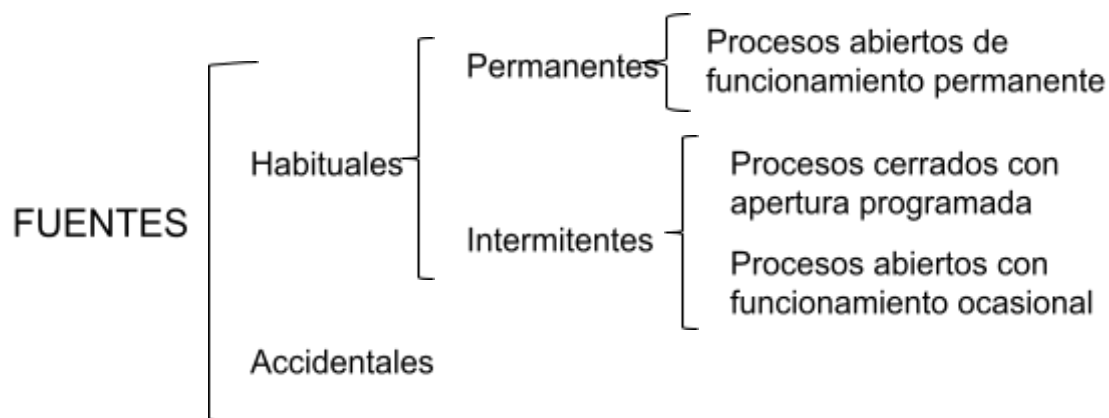 FUENTES
Habituales
Permanentes
Procesos abiertos de
funcionamiento permanente
Intermitentes
Procesos cerrados con
apertura programada
Procesos abiertos con
funcionamiento ocasional
Accidentales